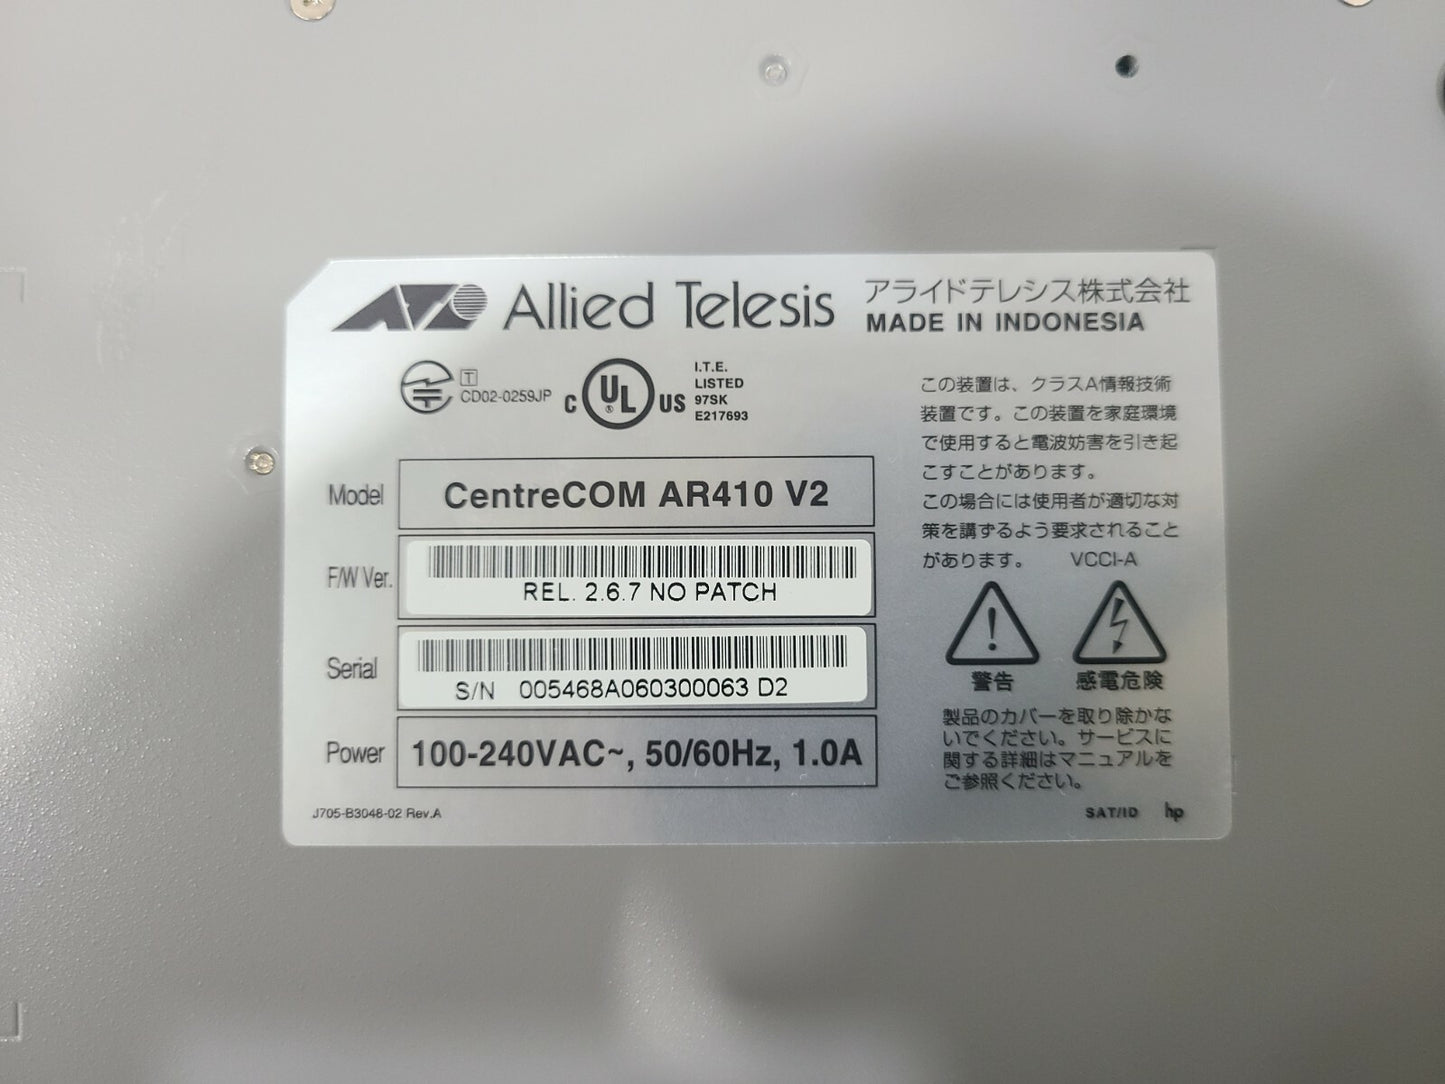 Allied Telesis
アライドテレシス株式会社
MADE IN INDONESIA
T
CD02-0259JP
C UL US
®
I.T.E.
LISTED
97SK
E217693
Model CentreCOM AR410 V2
F/W Ver. REL. 2.6.7 NO PATCH
Serial S/N 005468A060300063 D2
Power 100-240VAC~, 50/60Hz, 1.0A
J705-B3048-02 Rev.A
この装置は、クラスA情報技術
装置です。この装置を家庭環境
で使用すると電波妨害を引き起
こすことがあります。
この場合には使用者が適切な対
策を講ずるよう要求されること
があります。 VCCI-A
警告 感電危険
製品のカバーを取り除かな
いでください。サービスに
関する詳細はマニュアルを
ご参照ください。
SAT/ID hp